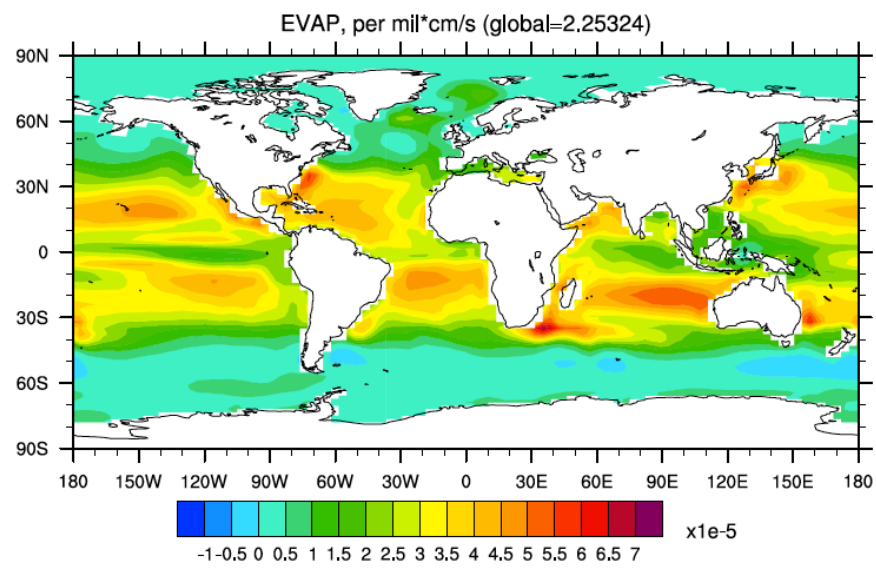 EVAP, per mil*cm/s (global=2.25324)
90N
60N
30N
0
30S
60S
90S
180 150W 120W 90W 60W 30W 0 30E 60E 90E 120E 150E 180
-1 -0.5 0 0.5 1 1.5 2 2.5 3 3.5 4 4.5 5 5.5 6 6.5 7
x1e-5